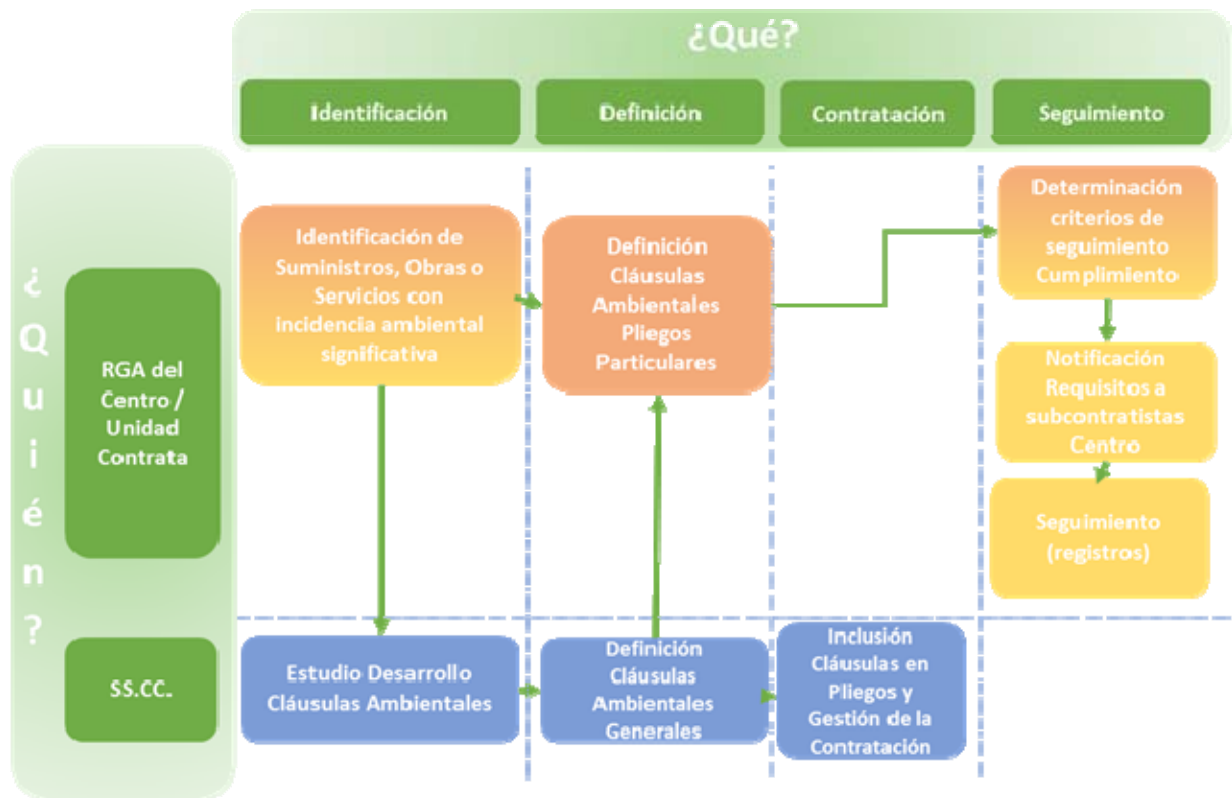 ¿Qué?
Identificación
Definición
Contratación
Seguimiento
¿Quién?
RGA del
Centro /
Unidad
Contrata
Identificación de
Suministros, Obras o
Servicios con
incidencia ambiental
significativa
Definición
Cláusulas
Ambientales
Pliegos
Particulares
Determinación
criterios de
seguimiento
Cumplimiento
Notificación
Requisitos a
subcontratistas
Centro
Seguimiento
(registros)
SS.CC.
Estudio Desarrollo
Cláusulas Ambientales
Definición
Cláusulas
Ambientales
Generales
Inclusión
Cláusulas en
Pliegos y
Gestión de la
Contratación